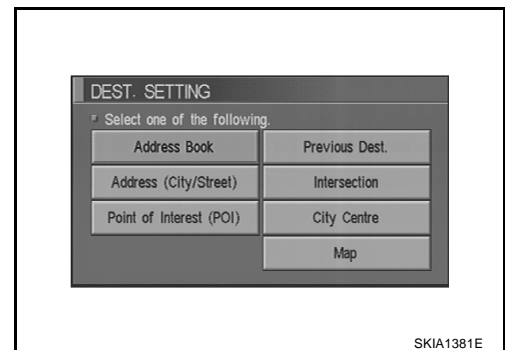 DEST. SETTING
Select one of the following.
Address Book
Previous Dest.
Address (City/Street)
Intersection
Point of Interest (POI)
City Centre
Map
SKIA1381E